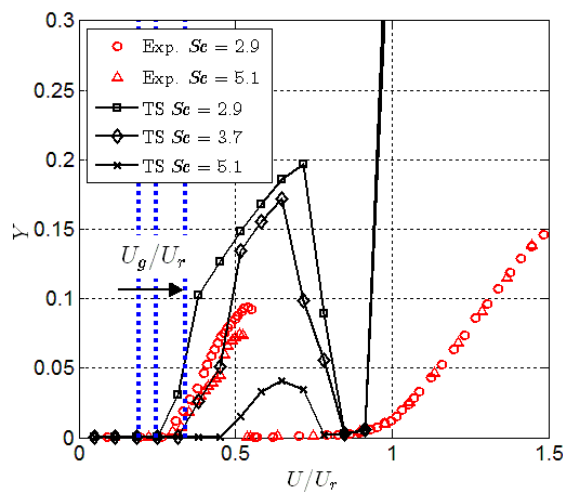 0.3
0.25
0.2
0.15
0.1
0.05
0
Y
Exp. Sc = 2.9
Exp. Sc = 5.1
TS Sc = 2.9
TS Sc = 3.7
TS Sc = 5.1
U_g/U_r
0 0.5 1 1.5
U/U_r